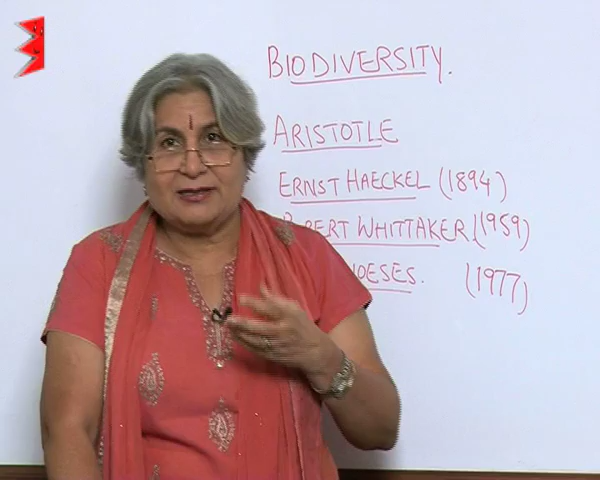 BIODIVERSITY.
ARISTOTLE
ERNST HAECKEL (1894)
WHITTAKER (1959)
(1977)